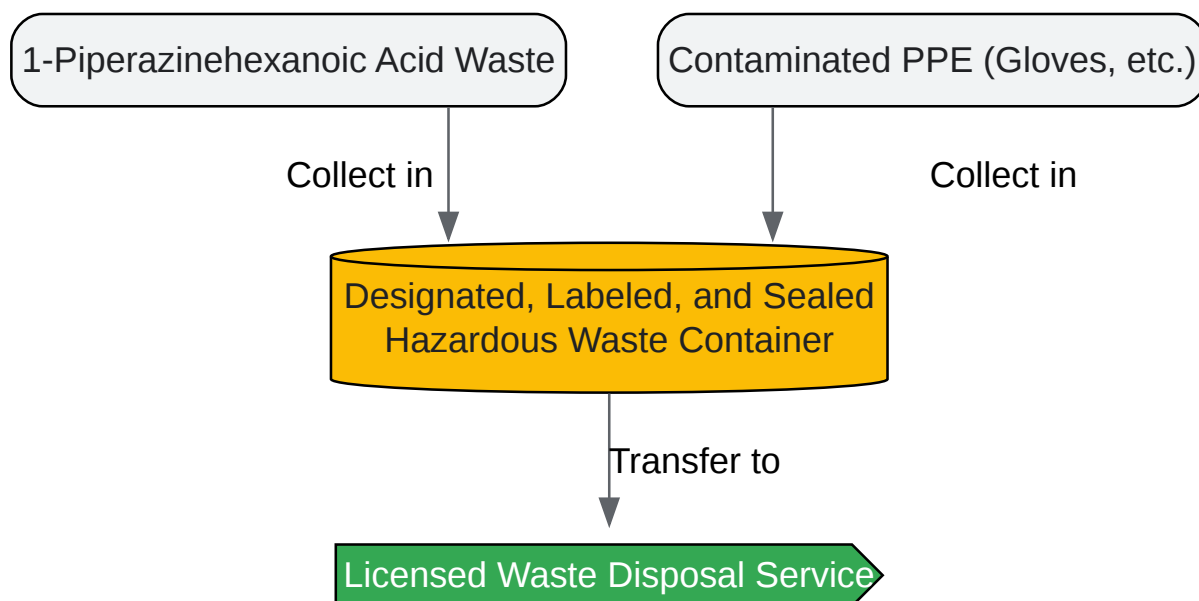 1-Piperazinehexanoic Acid Waste
Contaminated PPE (Gloves, etc.)
Collect in
Collect in
Designated, Labeled, and Sealed
Hazardous Waste Container
Transfer to
Licensed Waste Disposal Service